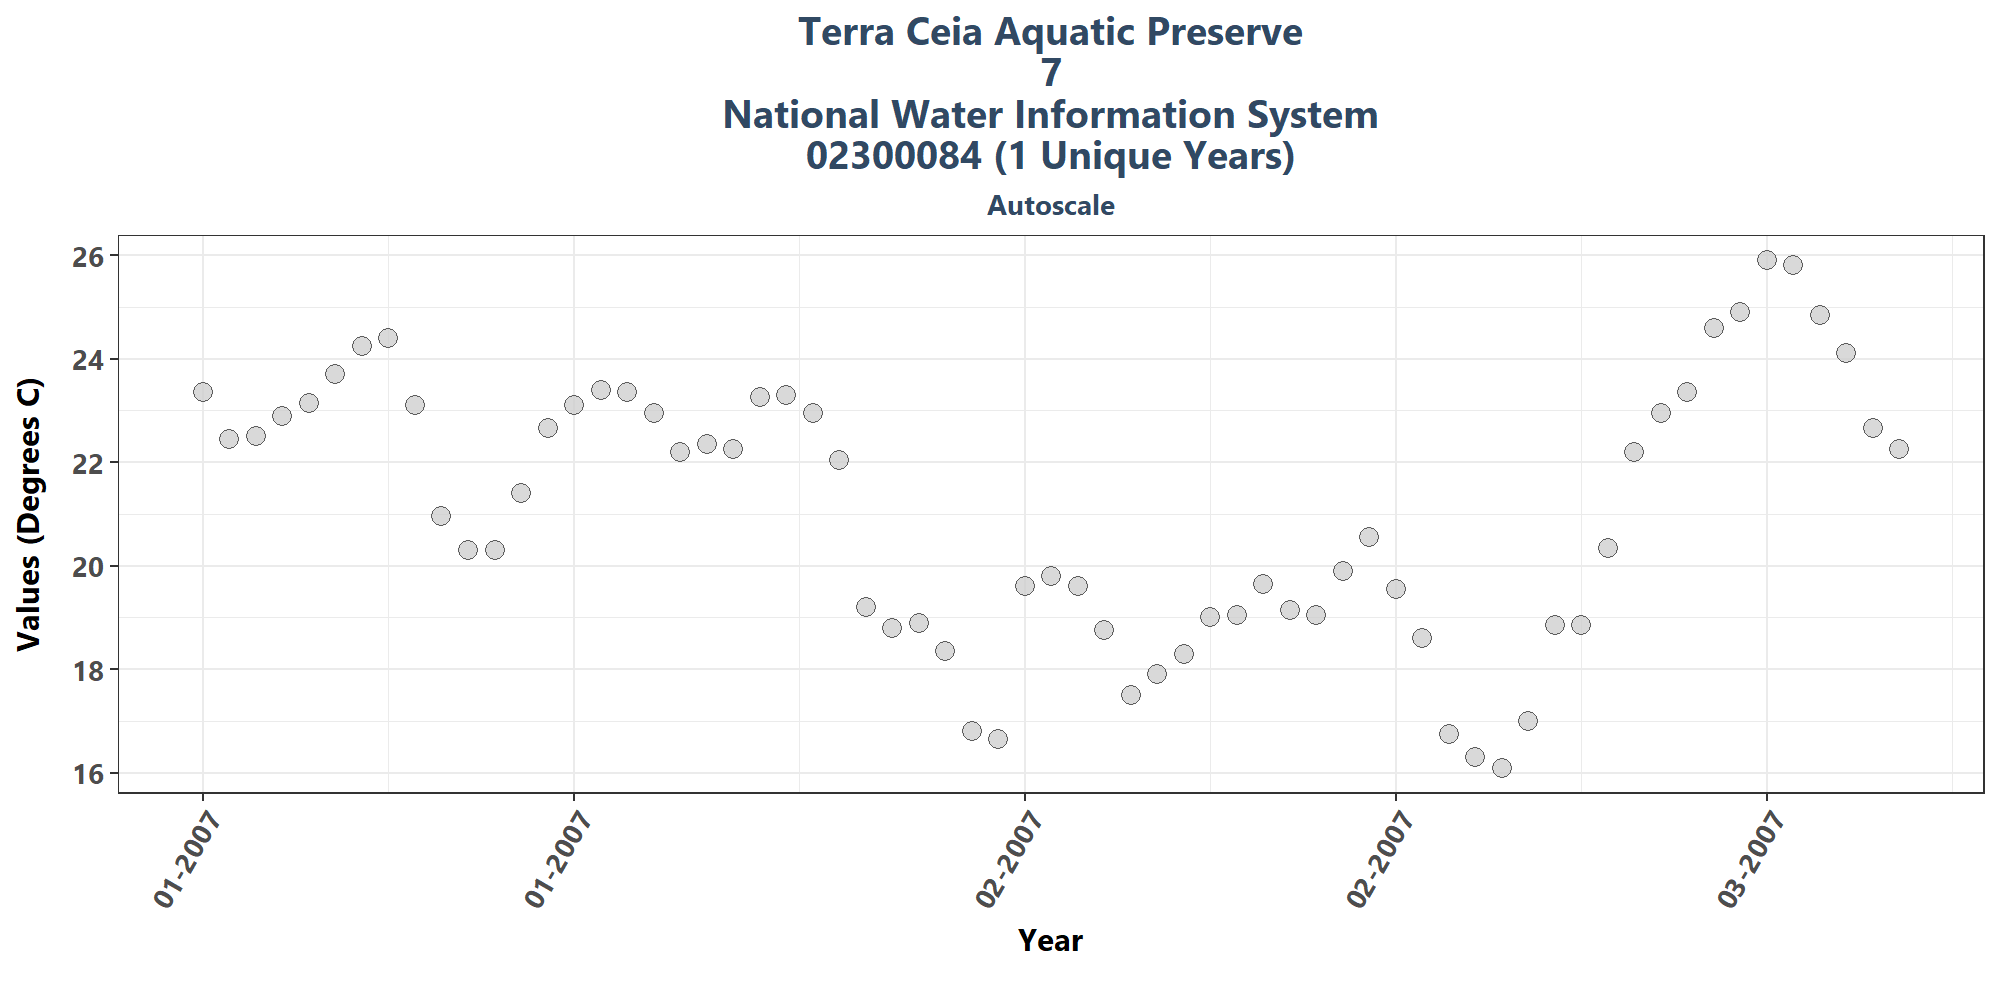 Terra Ceia Aquatic Preserve
7
National Water Information System
02300084 (1 Unique Years)
Autoscale
Values (Degrees C)
26
24
22
20
18
16
01-2007
01-2007
02-2007
02-2007
03-2007
Year